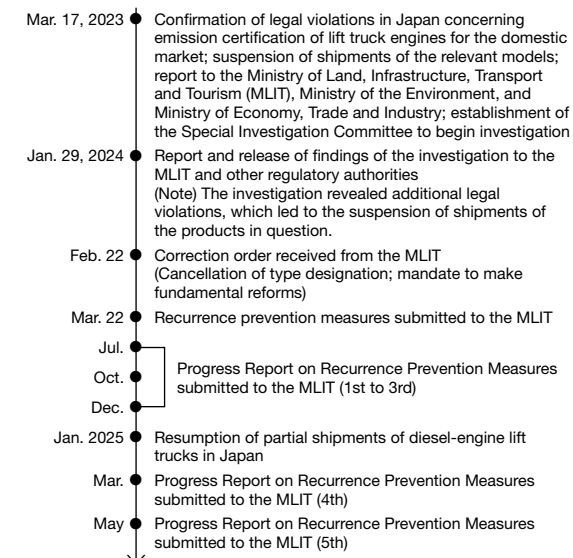 Mar. 17, 2023 Confirmation of legal violations in Japan concerning
emission certification of lift truck engines for the domestic
market; suspension of shipments of the relevant models;
report to the Ministry of Land, Infrastructure, Transport
and Tourism (MLIT), Ministry of the Environment, and
Ministry of Economy, Trade and Industry; establishment of
the Special Investigation Committee to begin investigation
Jan. 29, 2024 Report and release of findings of the investigation to the
MLIT and other regulatory authorities
(Note) The investigation revealed additional legal
violations, which led to the suspension of shipments of
the products in question.
Feb. 22 Correction order received from the MLIT
(Cancellation of type designation; mandate to make
fundamental reforms)
Mar. 22 Recurrence prevention measures submitted to the MLIT
Jul.
Oct.
Dec.
Progress Report on Recurrence Prevention Measures
submitted to the MLIT (1st to 3rd)
Jan. 2025 Resumption of partial shipments of diesel-engine lift
trucks in Japan
Mar. Progress Report on Recurrence Prevention Measures
submitted to the MLIT (4th)
May Progress Report on Recurrence Prevention Measures
submitted to the MLIT (5th)